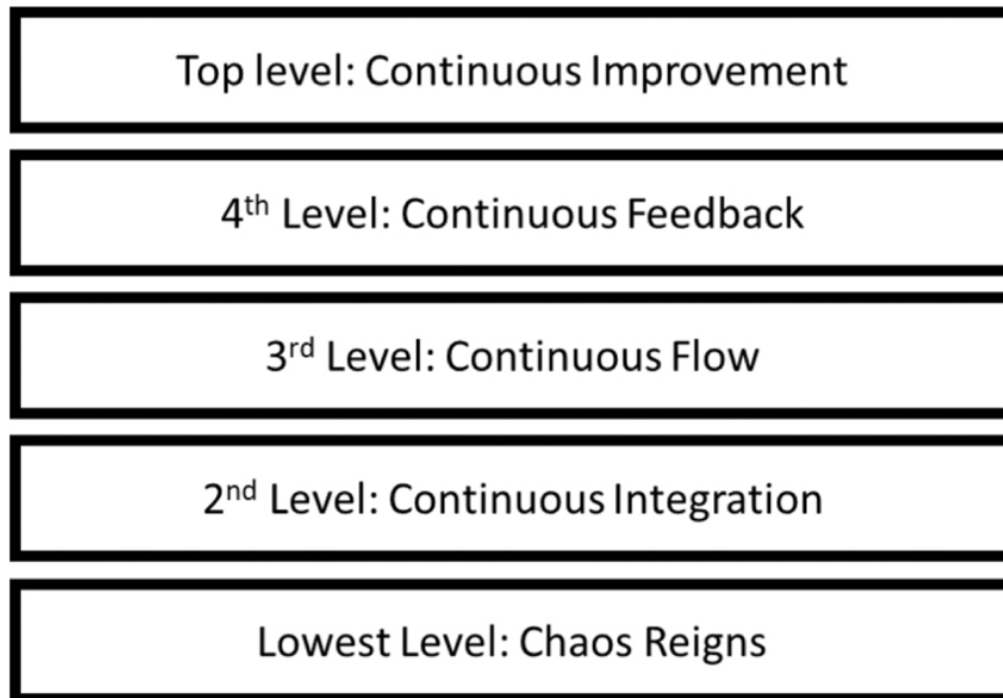 Top level: Continuous Improvement
4th Level: Continuous Feedback
3rd Level: Continuous Flow
2nd Level: Continuous Integration
Lowest Level: Chaos Reigns